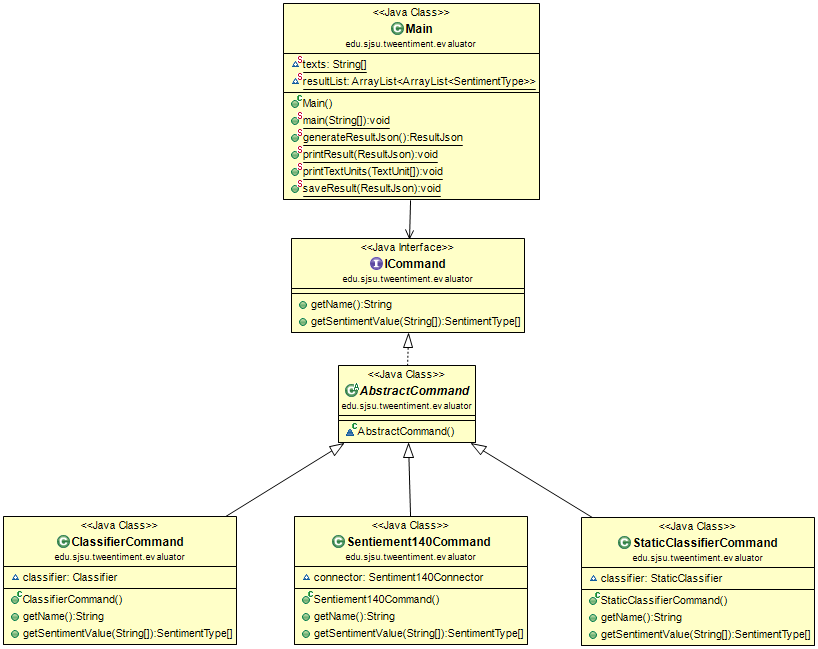 <<Java Class>>
Main
edu.sjsu.tweentiment.evaluator
texts: String[]
resultList: ArrayList<ArrayList<SentimentType>>
Main()
main(String[]):void
generateResultJson():ResultJson
printResult(ResultJson):void
printTextUnits(TextUnit[]):void
saveResult(ResultJson):void
<<Java Interface>>
ICommand
edu.sjsu.tweentiment.evaluator
getName():String
getSentimentValue(String[]):SentimentType[]
<<Java Class>>
AbstractCommand
edu.sjsu.tweentiment.evaluator
AbstractCommand()
<<Java Class>>
ClassifierCommand
edu.sjsu.tweentiment.evaluator
classifier: Classifier
ClassifierCommand()
getName():String
getSentimentValue(String[]):SentimentType[]
<<Java Class>>
Sentiement140Command
edu.sjsu.tweentiment.evaluator
connector: Sentiment140Connector
Sentiement140Command()
getName():String
getSentimentValue(String[]):SentimentType[]
<<Java Class>>
StaticClassifierCommand
edu.sjsu.tweentiment.evaluator
classifier: StaticClassifier
StaticClassifierCommand()
getName():String
getSentimentValue(String[]):SentimentType[]